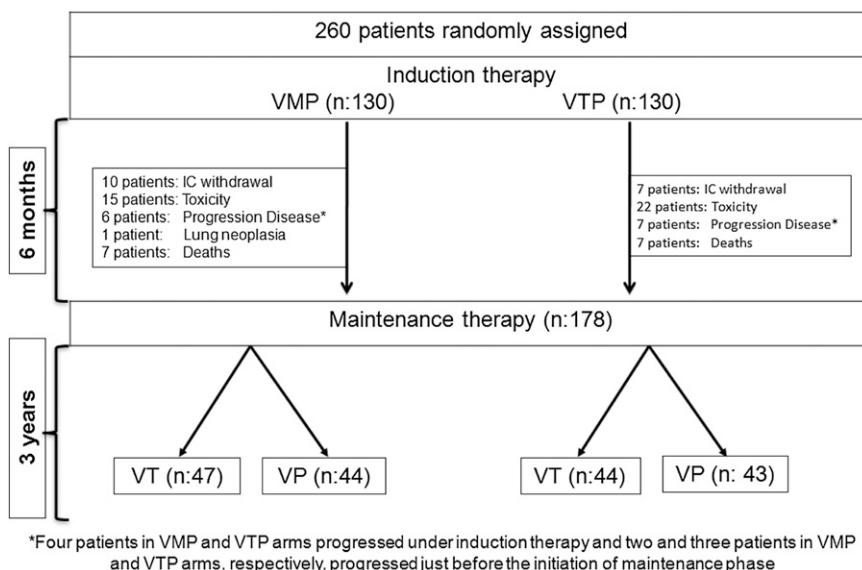 260 patients randomly assigned
Induction therapy
VMP (n:130) VTP (n:130)
6 months
10 patients: IC withdrawal
15 patients: Toxicity
6 patients: Progression Disease*
1 patient: Lung neoplasia
7 patients: Deaths
7 patients: IC withdrawal
22 patients: Toxicity
7 patients: Progression Disease*
7 patients: Deaths
Maintenance therapy (n:178)
3 years
VT (n:47) VP (n:44) VT (n:44) VP (n: 43)
*Four patients in VMP and VTP arms progressed under induction therapy and two and three patients in VMP
and VTP arms, respectively, progressed just before the initiation of maintenance phase